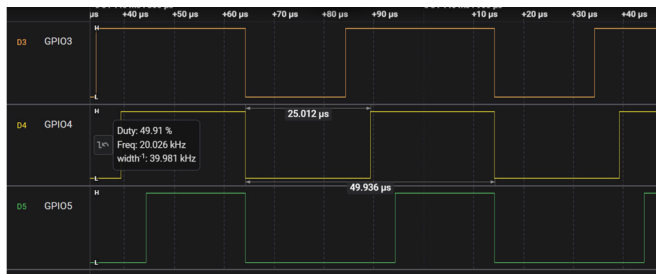 µs +40 µs +50 µs +60 µs +70 µs +80 µs +90 µs +10 µs +20 µs +30 µs +40 µs
D3 GPIO3 H
L
D4 GPIO4 H
25.012 µs
Duty: 49.91 %
Freq: 20.026 kHz
width⁻¹: 39.981 kHz
L
49.936 µs
D5 GPIO5 H
L